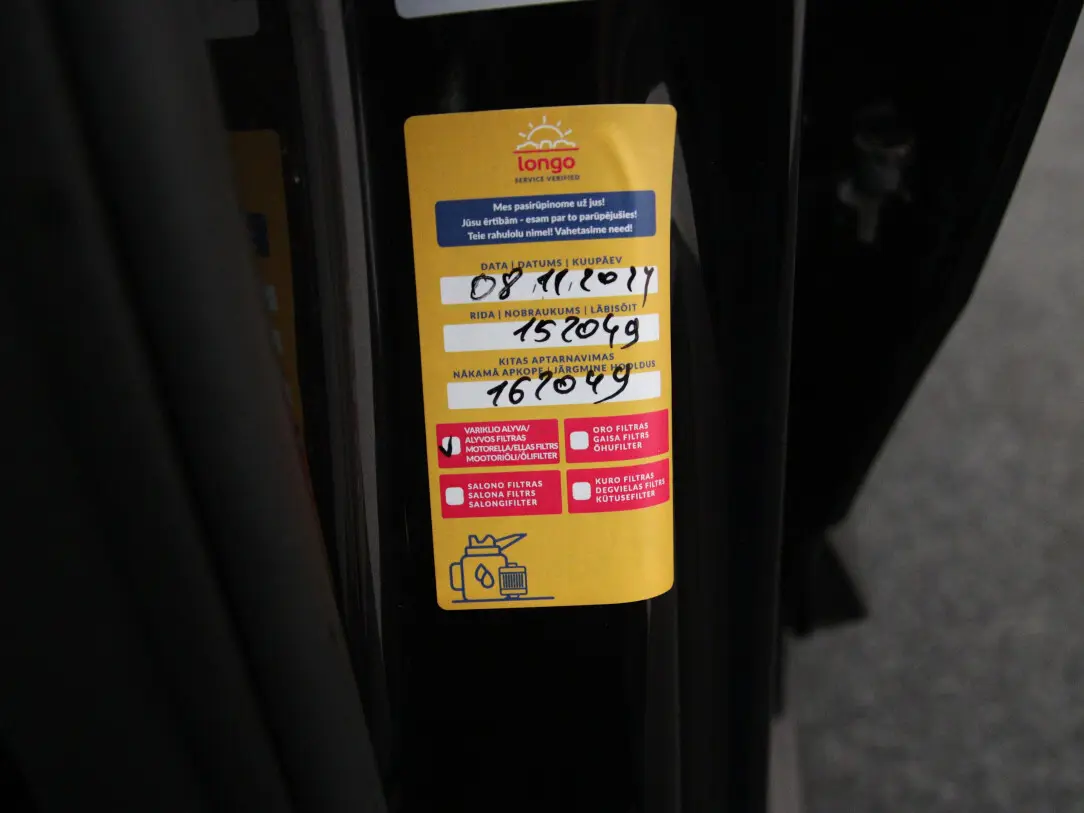 longo
SERVICE VERIFIED
Mes pasirūpinome už jus!
Jūsu ērtībām - esam par to parūpējušies!
Teie rahulolu nimel! Vahetasime need!
DATA | DATUMS | KUUPÄEV
08.11.2024
RIDA | NOBRAUKUMS | LÄBISÕIT
152049
KITAS APTARNAVIMAS
NĀKAMĀ APKOPE | JÄRGMINE HOOLDUS
162049
VARIKLIO ALYVA/
ALYVOS FILTRAS
MOTORELLA/EĻĻAS FILTRS
MOOTORIÕLI/ÕLIFILTER
ORO FILTRAS
GAISA FILTRS
ÕHUFILTER
SALONO FILTRAS
SALONA FILTRS
SALONGIFILTER
KURO FILTRAS
DEGVIELAS FILTRS
KÜTUSEFILTER